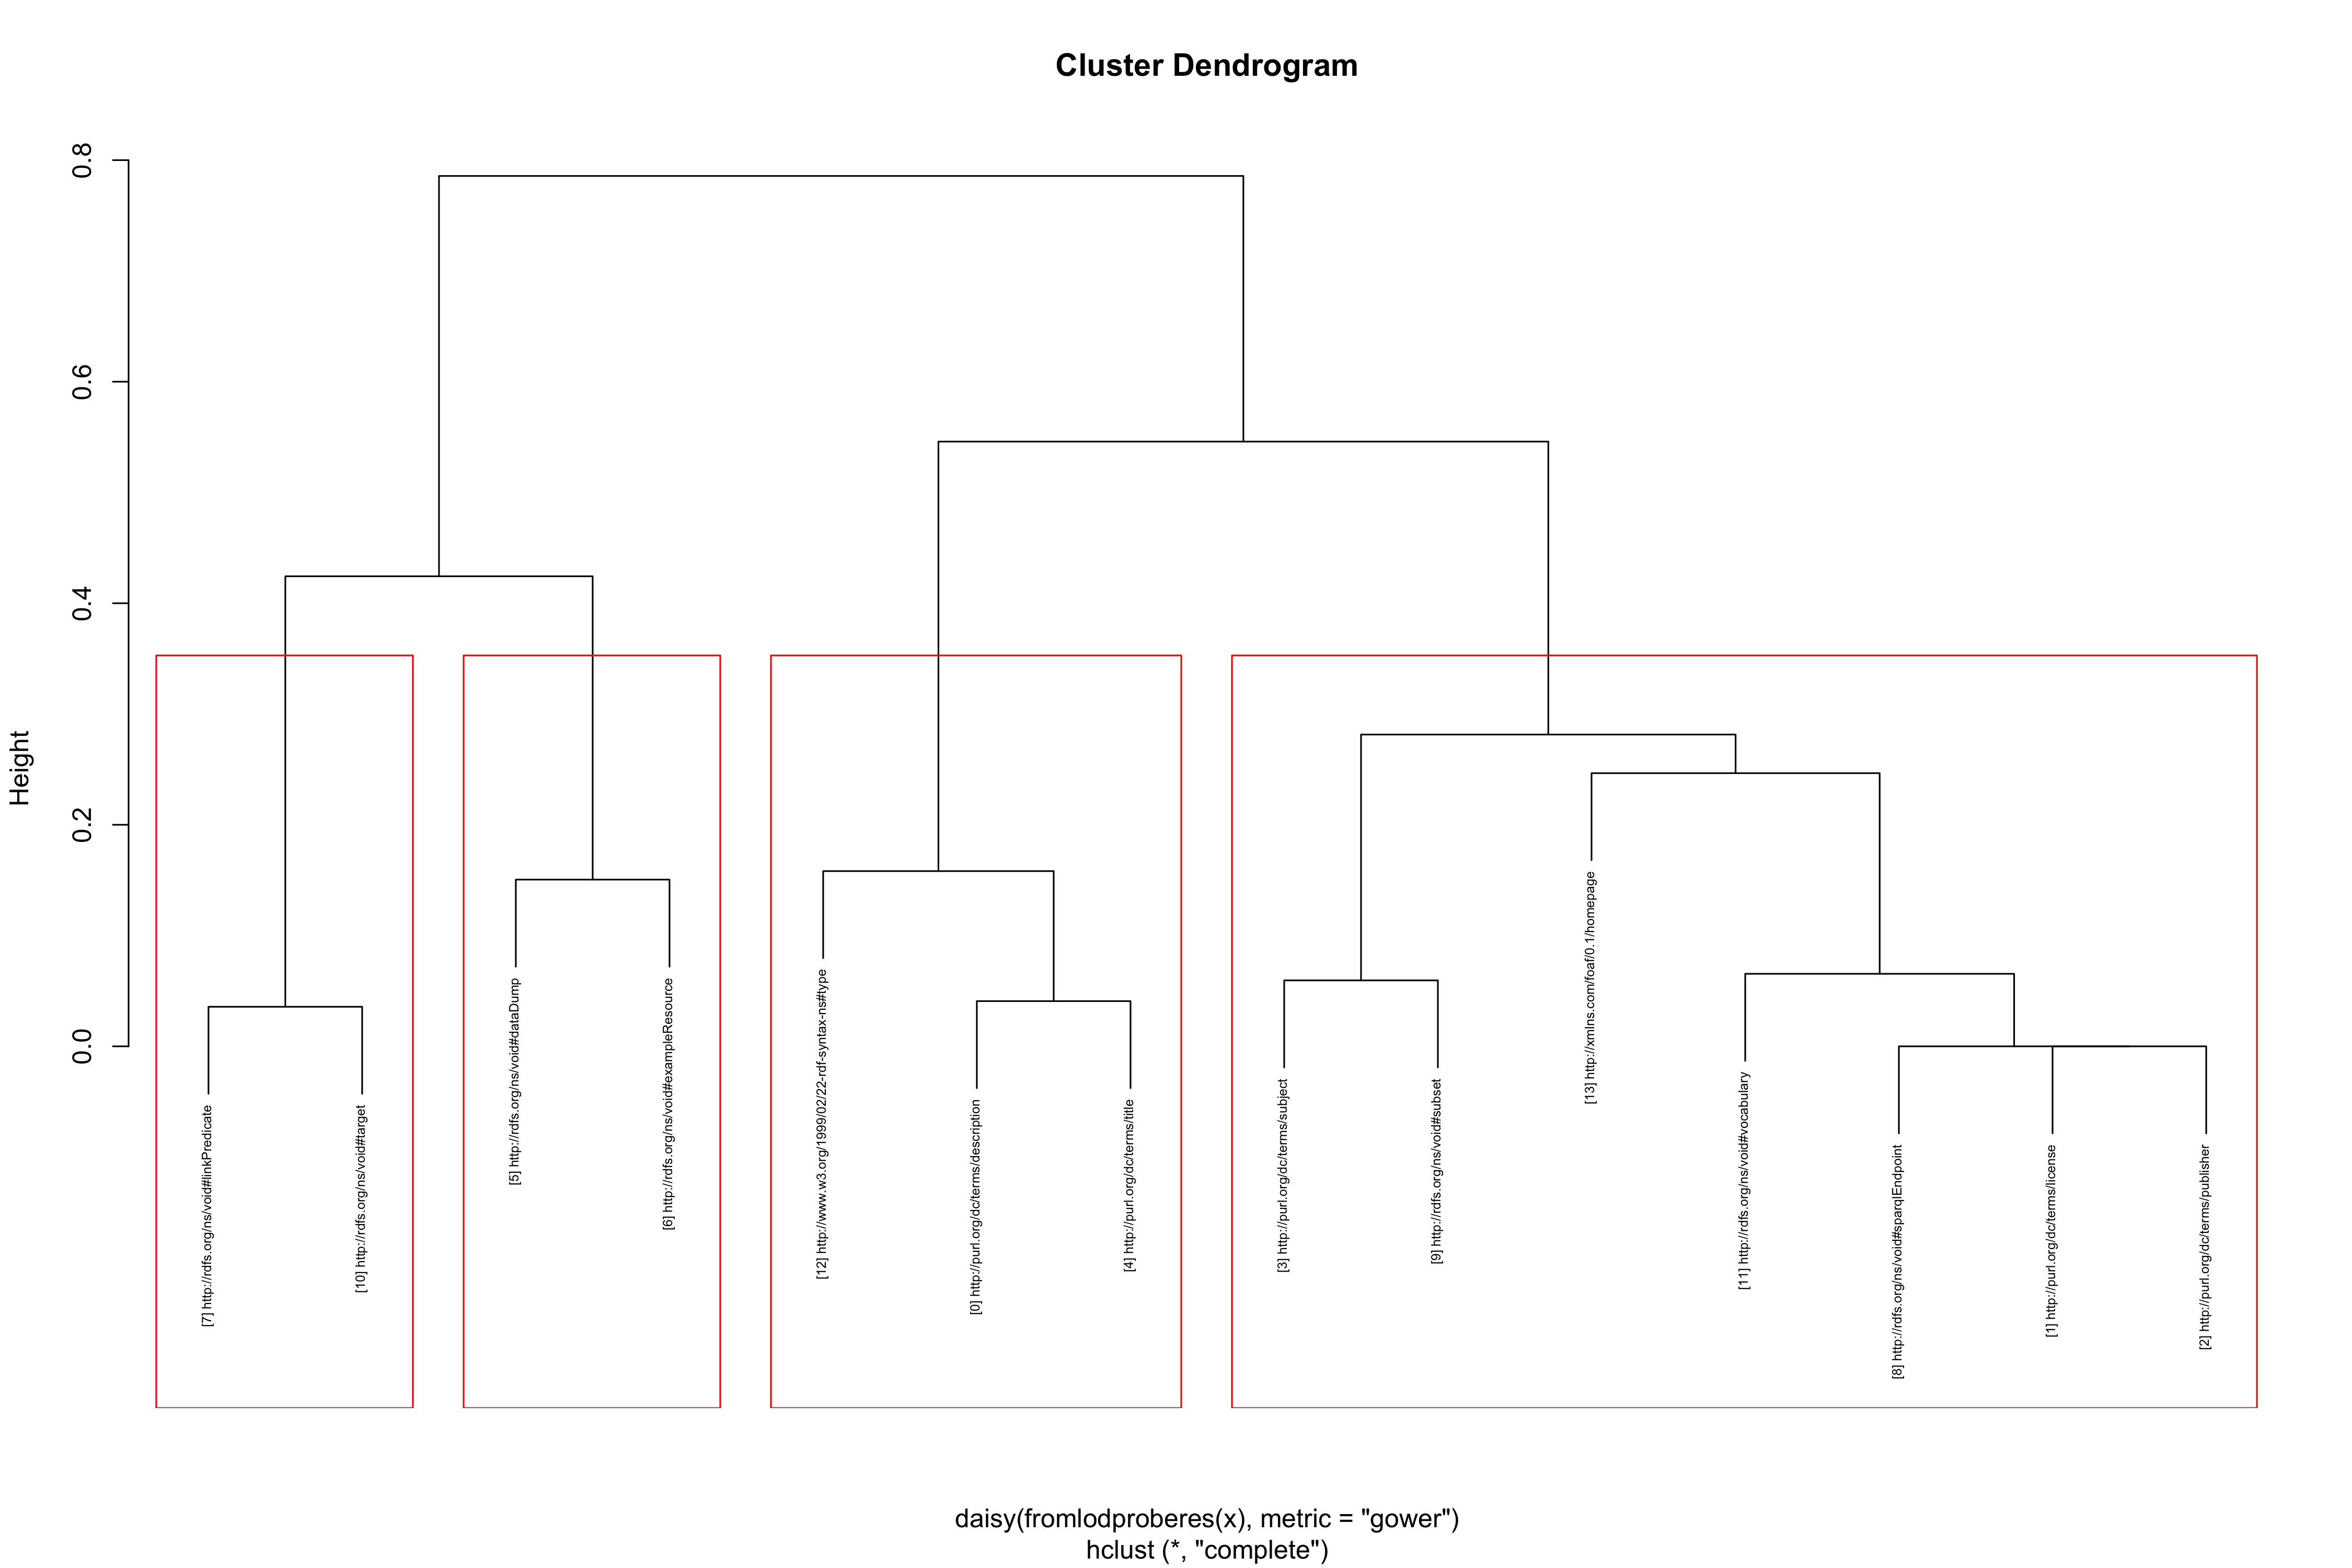 Cluster Dendrogram
Height
0.8
0.6
0.4
0.2
0.0
[7] http://rdfs.org/ns/void#linkPredicate
[10] http://rdfs.org/ns/void#target
[5] http://rdfs.org/ns/void#dataDump
[6] http://rdfs.org/ns/void#exampleResource
[12] http://www.w3.org/1999/02/22-rdf-syntax-ns#type
[0] http://purl.org/dc/terms/description
[4] http://purl.org/dc/terms/title
[3] http://purl.org/dc/terms/subject
[9] http://rdfs.org/ns/void#subset
[13] http://xmlns.com/foaf/0.1/homepage
[11] http://rdfs.org/ns/void#vocabulary
[8] http://rdfs.org/ns/void#sparqlEndpoint
[1] http://purl.org/dc/terms/license
[2] http://purl.org/dc/terms/publisher
daisy(fromlodproberes(x), metric = "gower")
hclust (*, "complete")